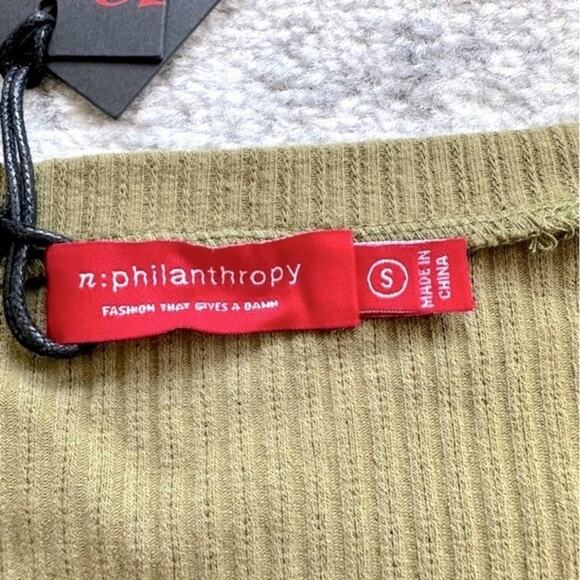 n:philanthropy
FASHION THAT GIVES A DAMN
S
MADE IN
CHINA